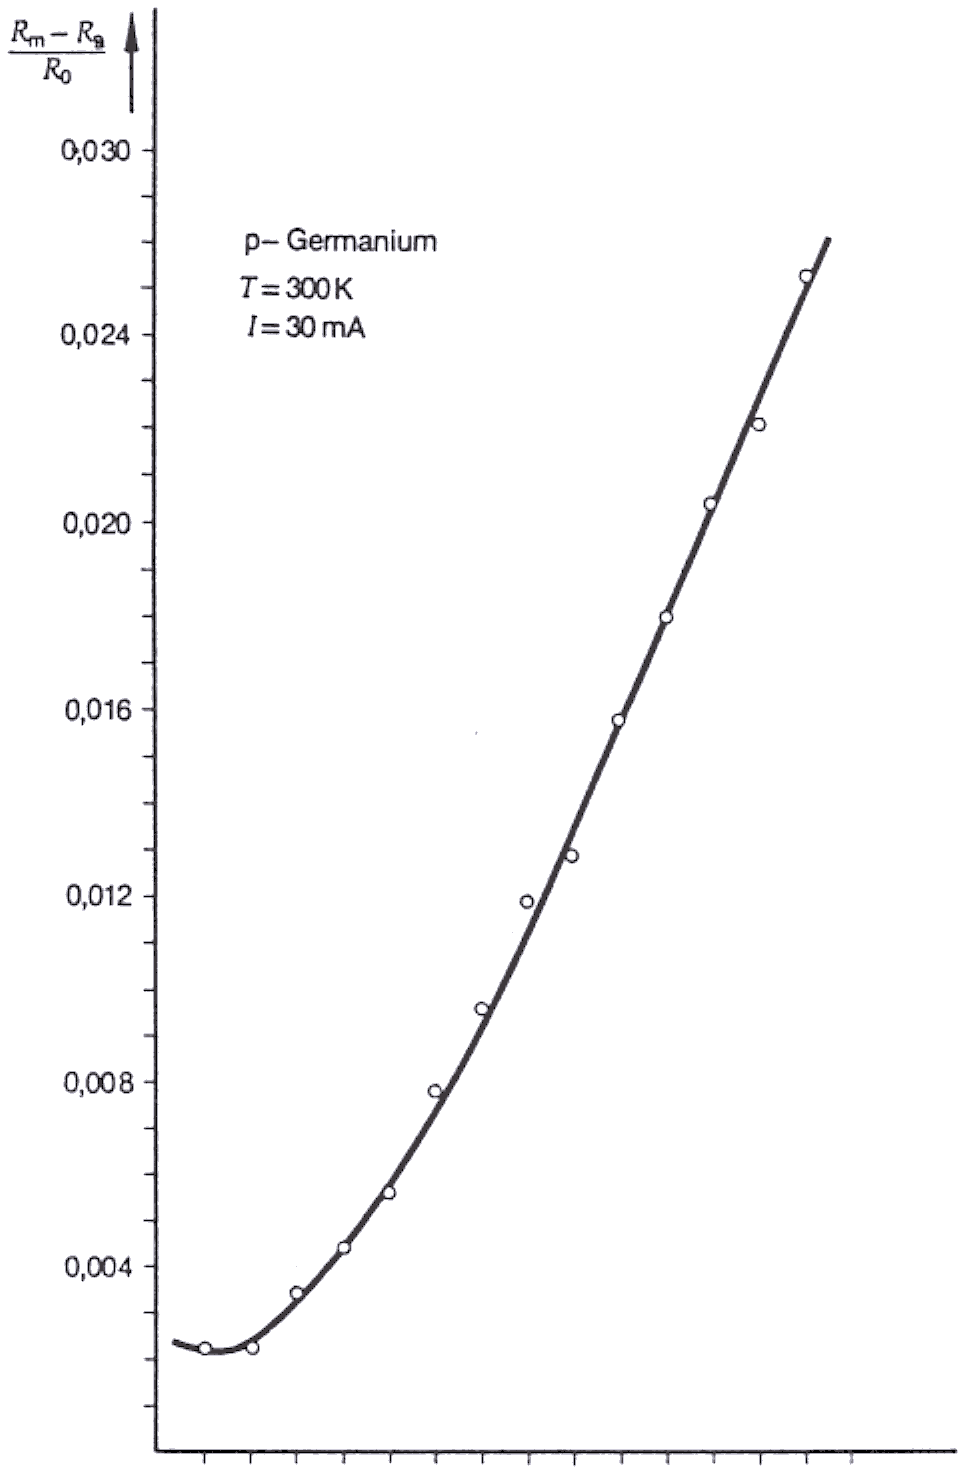 Rm − R0
R0
0,030
p– Germanium
T = 300 K
I = 30 mA
0,024
0,020
0,016
0,012
0,008
0,004